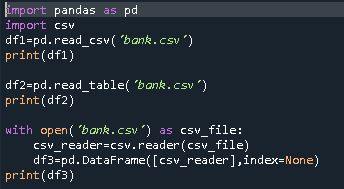 import pandas as pd
import csv
df1=pd.read_csv('bank.csv')
print(df1)
df2=pd.read_table('bank.csv')
print(df2)
with open('bank.csv') as csv_file:
csv_reader=csv.reader(csv_file)
df3=pd.DataFrame([csv_reader],index=None)
print(df3)